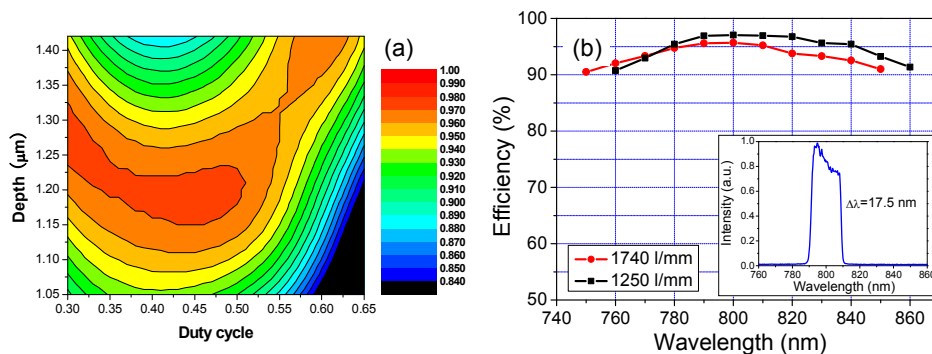 (a)
1.40
1.35
1.30
1.25
1.20
1.15
1.10
1.05
Depth (μm)
0.30 0.35 0.40 0.45 0.50 0.55 0.60 0.65
Duty cycle
1.00
0.990
0.980
0.970
0.960
0.950
0.940
0.930
0.920
0.910
0.900
0.890
0.880
0.870
0.860
0.850
0.840
(b)
100
90
80
70
60
50
Efficiency (%)
740 760 780 800 820 840 860
Wavelength (nm)
1740 l/mm
1250 l/mm
1.0
0.8
0.6
0.4
0.2
0.0
Intensity (a.u.)
Δλ=17.5 nm
760 780 800 820 840 860
Wavelength (nm)